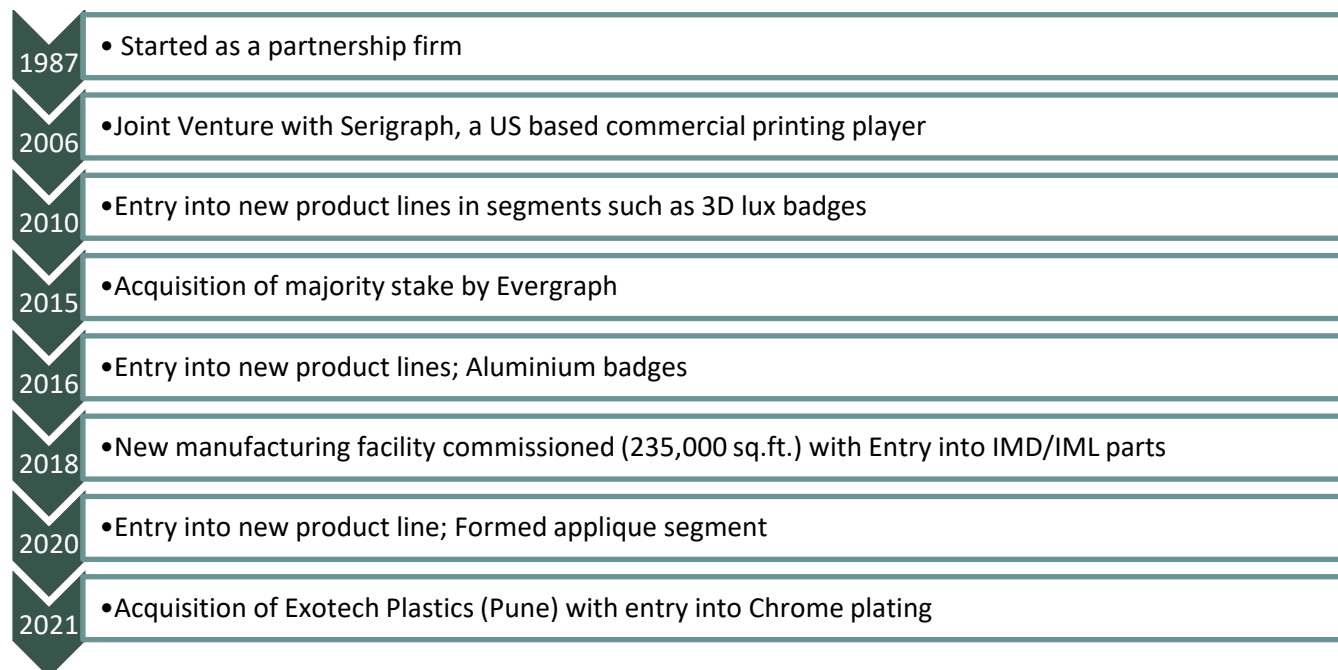 1987
• Started as a partnership firm
2006
•Joint Venture with Serigraph, a US based commercial printing player
2010
•Entry into new product lines in segments such as 3D lux badges
2015
•Acquisition of majority stake by Evergraph
2016
•Entry into new product lines; Aluminium badges
2018
•New manufacturing facility commissioned (235,000 sq.ft.) with Entry into IMD/IML parts
2020
•Entry into new product line; Formed applique segment
2021
•Acquisition of Exotech Plastics (Pune) with entry into Chrome plating